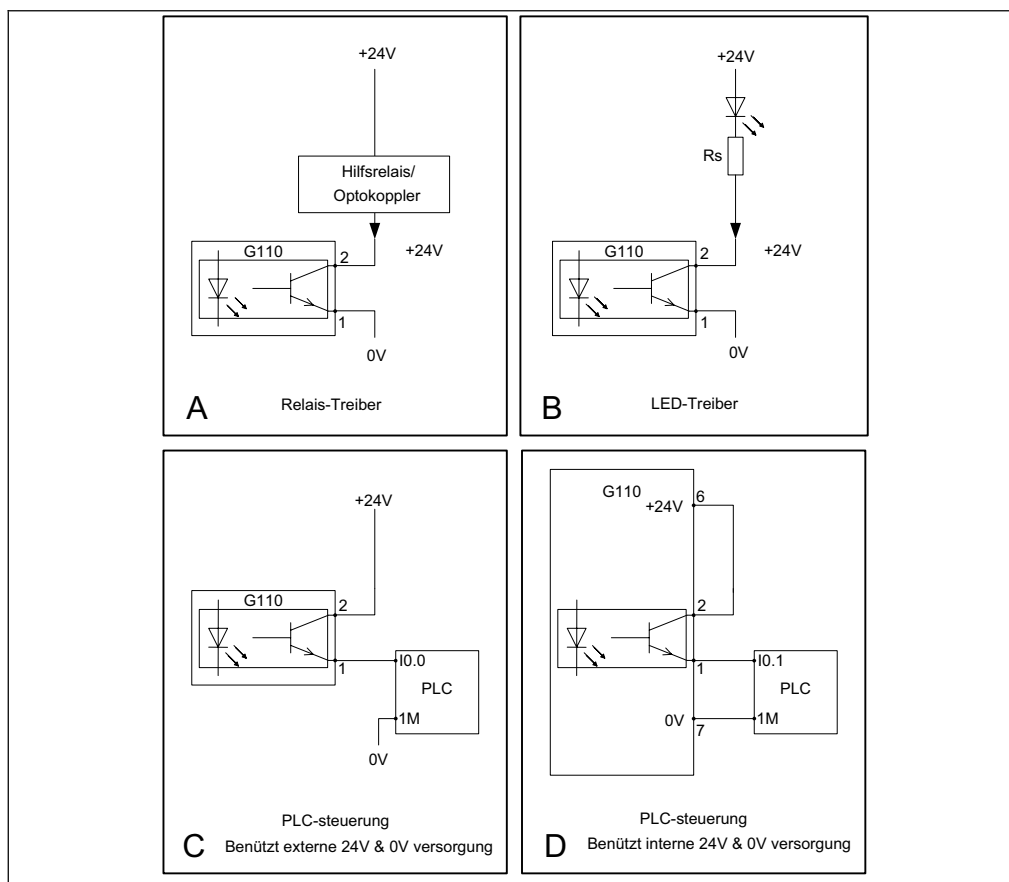 +24V
Hilfsrelais/
Optokoppler
G110
2
+24V
1
0V
A
Relais-Treiber
+24V
Rs
G110
2
+24V
1
0V
B
LED-Treiber
+24V
G110
2
1
I0.0
PLC
1M
0V
PLC-steuerung
C
Benützt externe 24V & 0V versorgung
G110
6
+24V
2
1
I0.1
PLC
0V
1M
7
PLC-steuerung
D
Benützt interne 24V & 0V versorgung